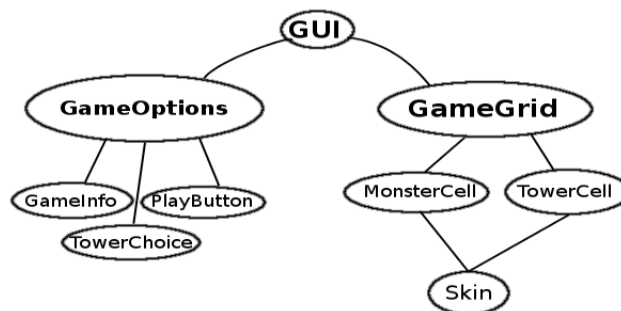 GUI
GameOptions
GameGrid
GameInfo
PlayButton
TowerChoice
MonsterCell
TowerCell
Skin